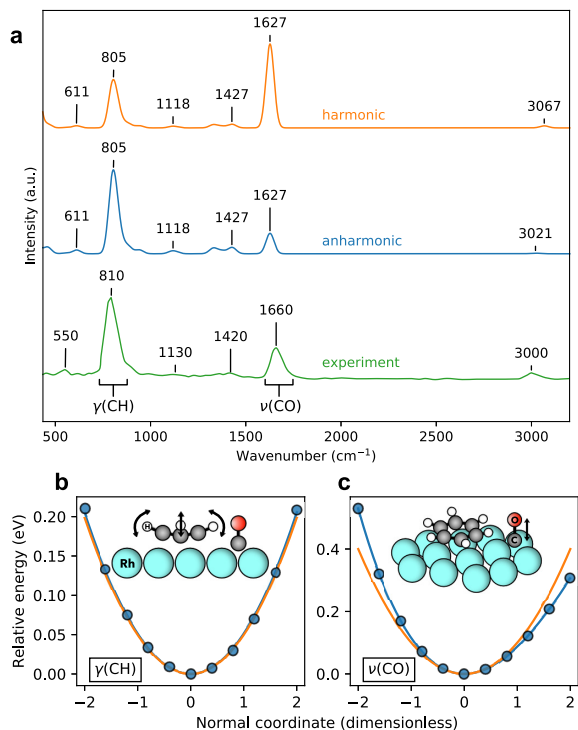 a
1627
805
611
1118
1427
3067
harmonic
805
1627
611
1118
1427
3021
anharmonic
Intensity (a.u.)
810
1660
550
1130
1420
3000
experiment
γ(CH)
ν(CO)
500 1000 1500 2000 2500 3000
Wavenumber (cm⁻¹)
b
c
0.20
0.15
0.10
0.05
0.00
Relative energy (eV)
H
Rh
γ(CH)
−2 −1 0 1 2
0.4
0.2
0.0
O
C
ν(CO)
−2 −1 0 1 2
Normal coordinate (dimensionless)